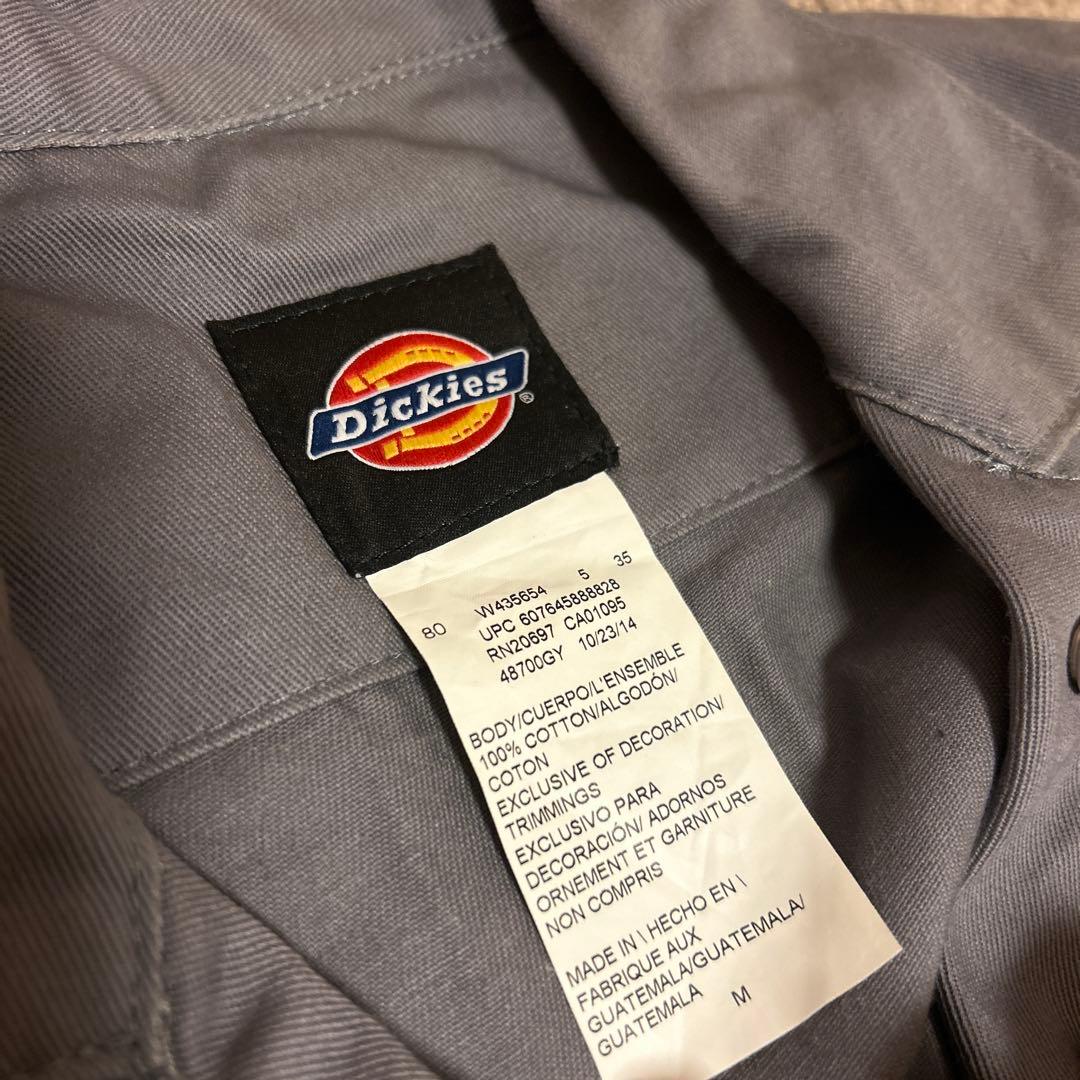 Dickies®
W435654 5 35
80 UPC 607645888828
RN20697 CA01095
48700GY 10/23/14
BODY/CUERPO/L'ENSEMBLE
100% COTTON/ALGODÓN/
COTON
EXCLUSIVE OF DECORATION/
TRIMMINGS
EXCLUSIVO PARA
DECORACIÓN/ ADORNOS
ORNEMENT ET GARNITURE
NON COMPRIS
MADE IN \ HECHO EN \
FABRIQUE AUX
GUATEMALA/GUATEMALA/
GUATEMALA M